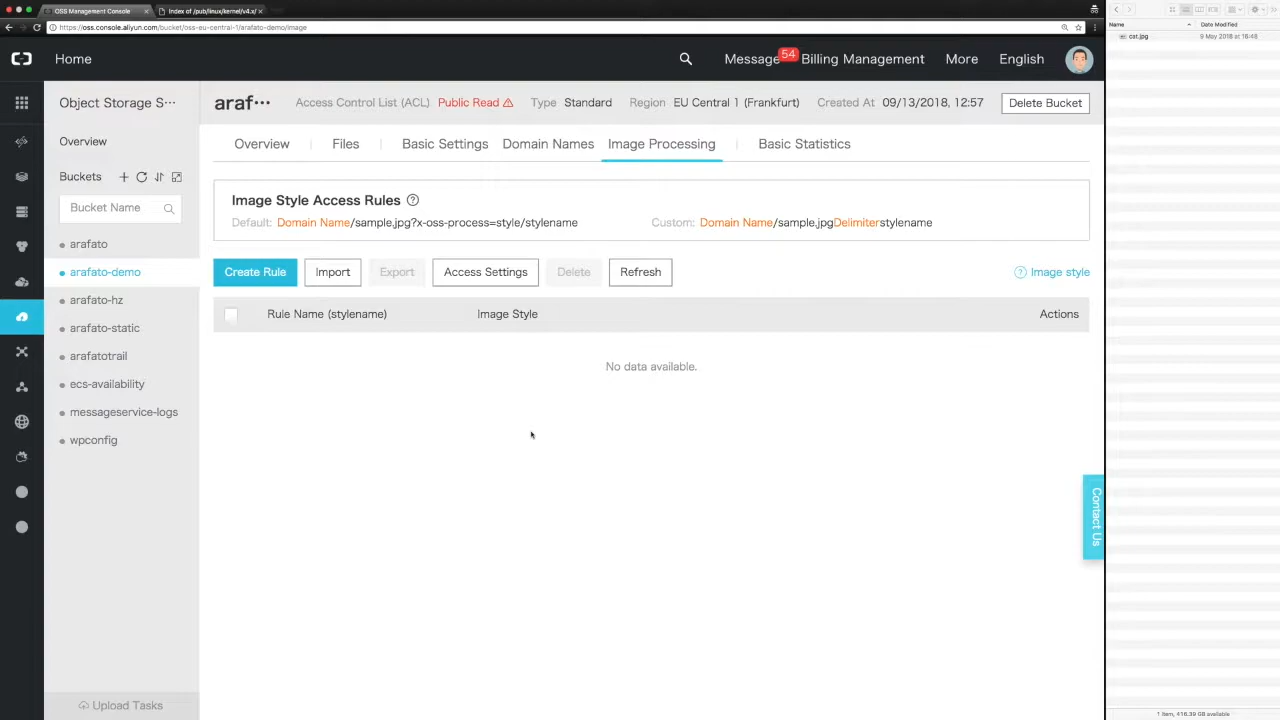 OSS Management Console
Index of /pub/linux/kernel/v4.x/
https://oss.console.aliyun.com/bucket/oss-eu-central-1/arafato-demo/image
Home
Message 54
Billing Management
More
English
Object Storage S···
Overview
Buckets
Bucket Name
arafato
arafato-demo
arafato-hz
arafato-static
arafatotrail
ecs-availability
messageservice-logs
wpconfig
Upload Tasks
araf··· Access Control List (ACL) Public Read Type Standard Region EU Central 1 (Frankfurt) Created At 09/13/2018, 12:57 Delete Bucket
Overview Files Basic Settings Domain Names Image Processing Basic Statistics
Image Style Access Rules
Default: Domain Name/sample.jpg?x-oss-process=style/stylename Custom: Domain Name/sample.jpgDelimiterstylename
Create Rule Import Export Access Settings Delete Refresh Image style
Rule Name (stylename) Image Style Actions
No data available.
Contact Us
Name Date Modified
cat.jpg 9 May 2018 at 16:48
1 item, 416.39 GB available